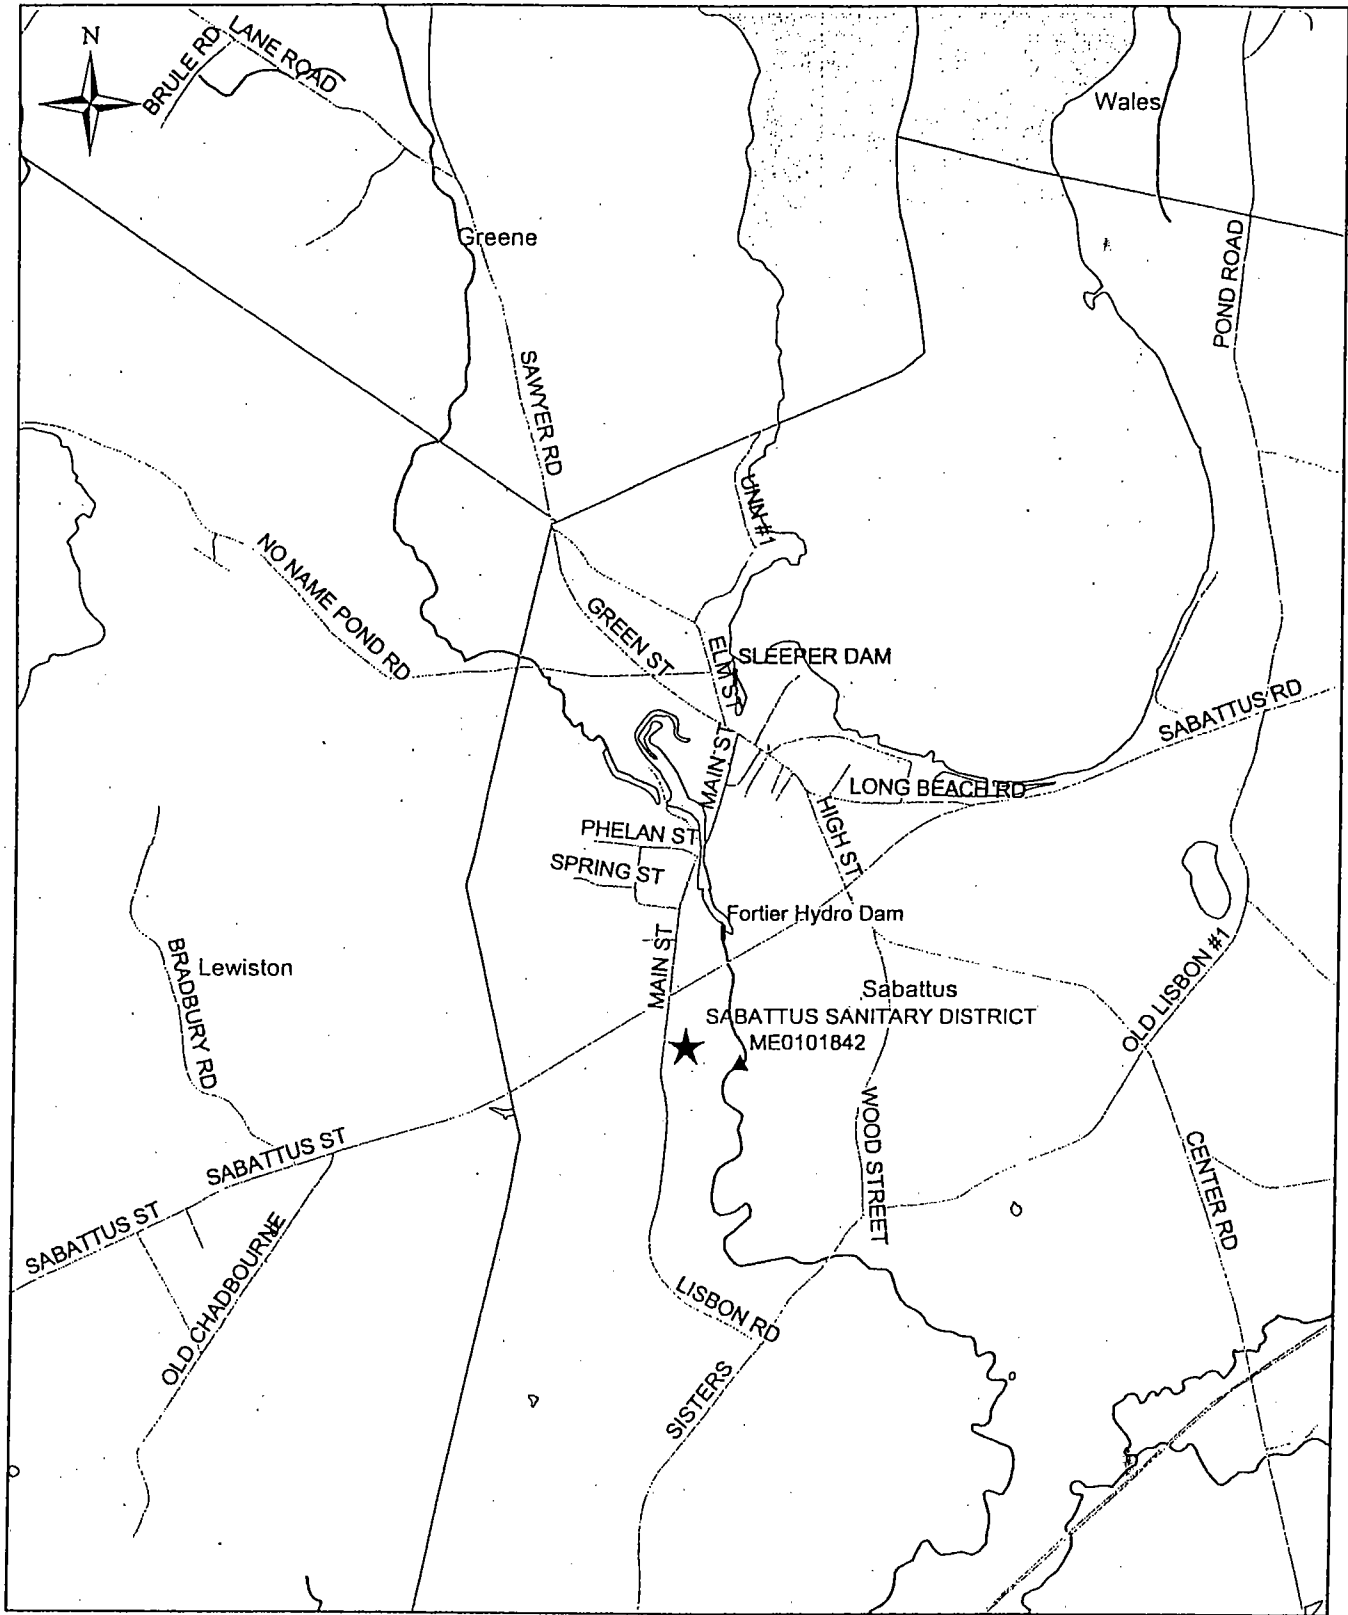 N
BRULE RD
LANE ROAD
Wales
Greene
POND ROAD
SAWYER RD
UNN #1
NO NAME POND RD
GREEN ST
ELM ST
SLEEPER DAM
SABATTUS RD
MAIN ST
LONG BEACH RD
HIGH ST
PHELAN ST
SPRING ST
Fortier Hydro Dam
MAIN ST
BRADBURY RD
Lewiston
OLD LISBON #1
Sabattus
SABATTUS SANITARY DISTRICT
ME0101842
WOOD STREET
SABATTUS ST
CENTER RD
SABATTUS ST
OLD CHADBOURNE
LISBON RD
SISTERS